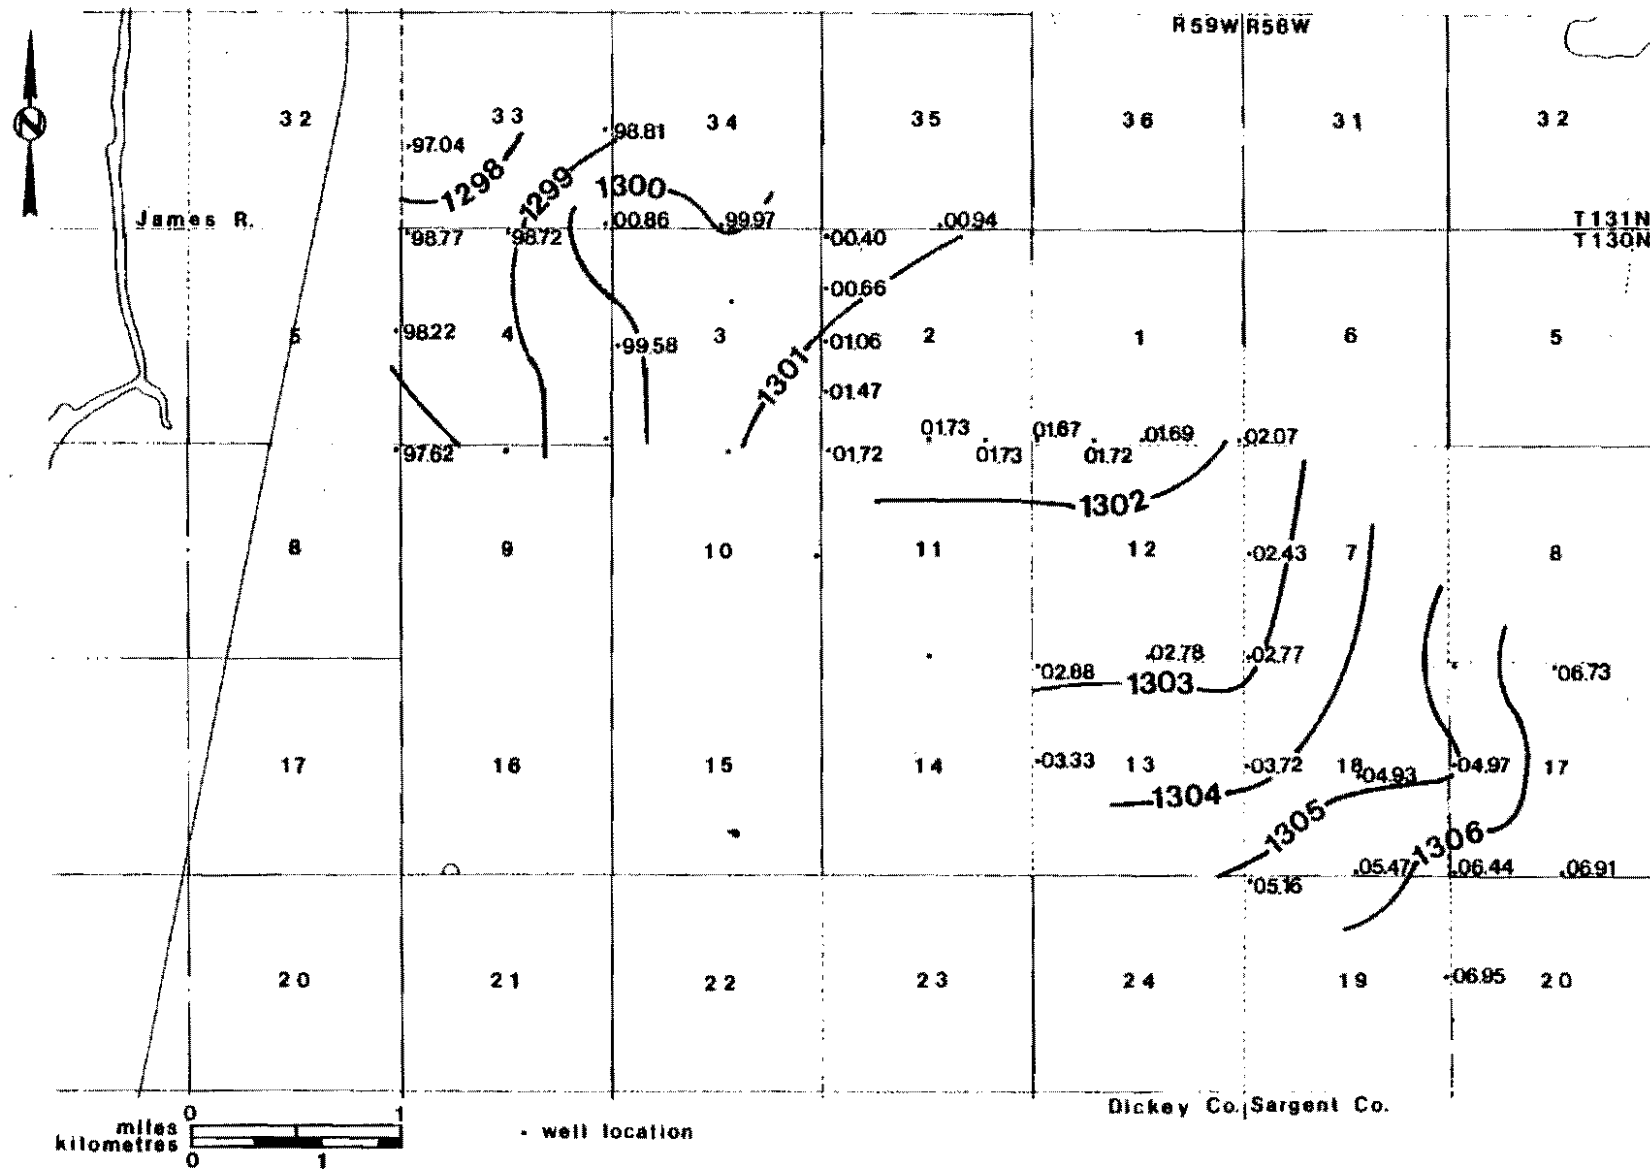 R59W R58W
N
32 33 34 35 36 31 32
98.81
97.04
1298
1299
1300
James R.
00.86 99.97 00.94
T131N
T130N
98.77 98.72 00.40
00.66
98.22
5 4 3 2 1 6 5
99.58 01.06
1301
01.47
01.73 01.67 01.69 02.07
97.62 01.72 01.73 01.72
1302
8 9 10 11 12 02.43 7 8
02.88 02.78 02.77 06.73
1303
17 16 15 14 03.33 13 03.72 18 04.93 04.97 17
1304
1305
1306
05.47 06.44 06.91
05.16
20 21 22 23 24 19 06.95 20
Dickey Co. Sargent Co.
0 1
miles
kilometres
0 1
. well location